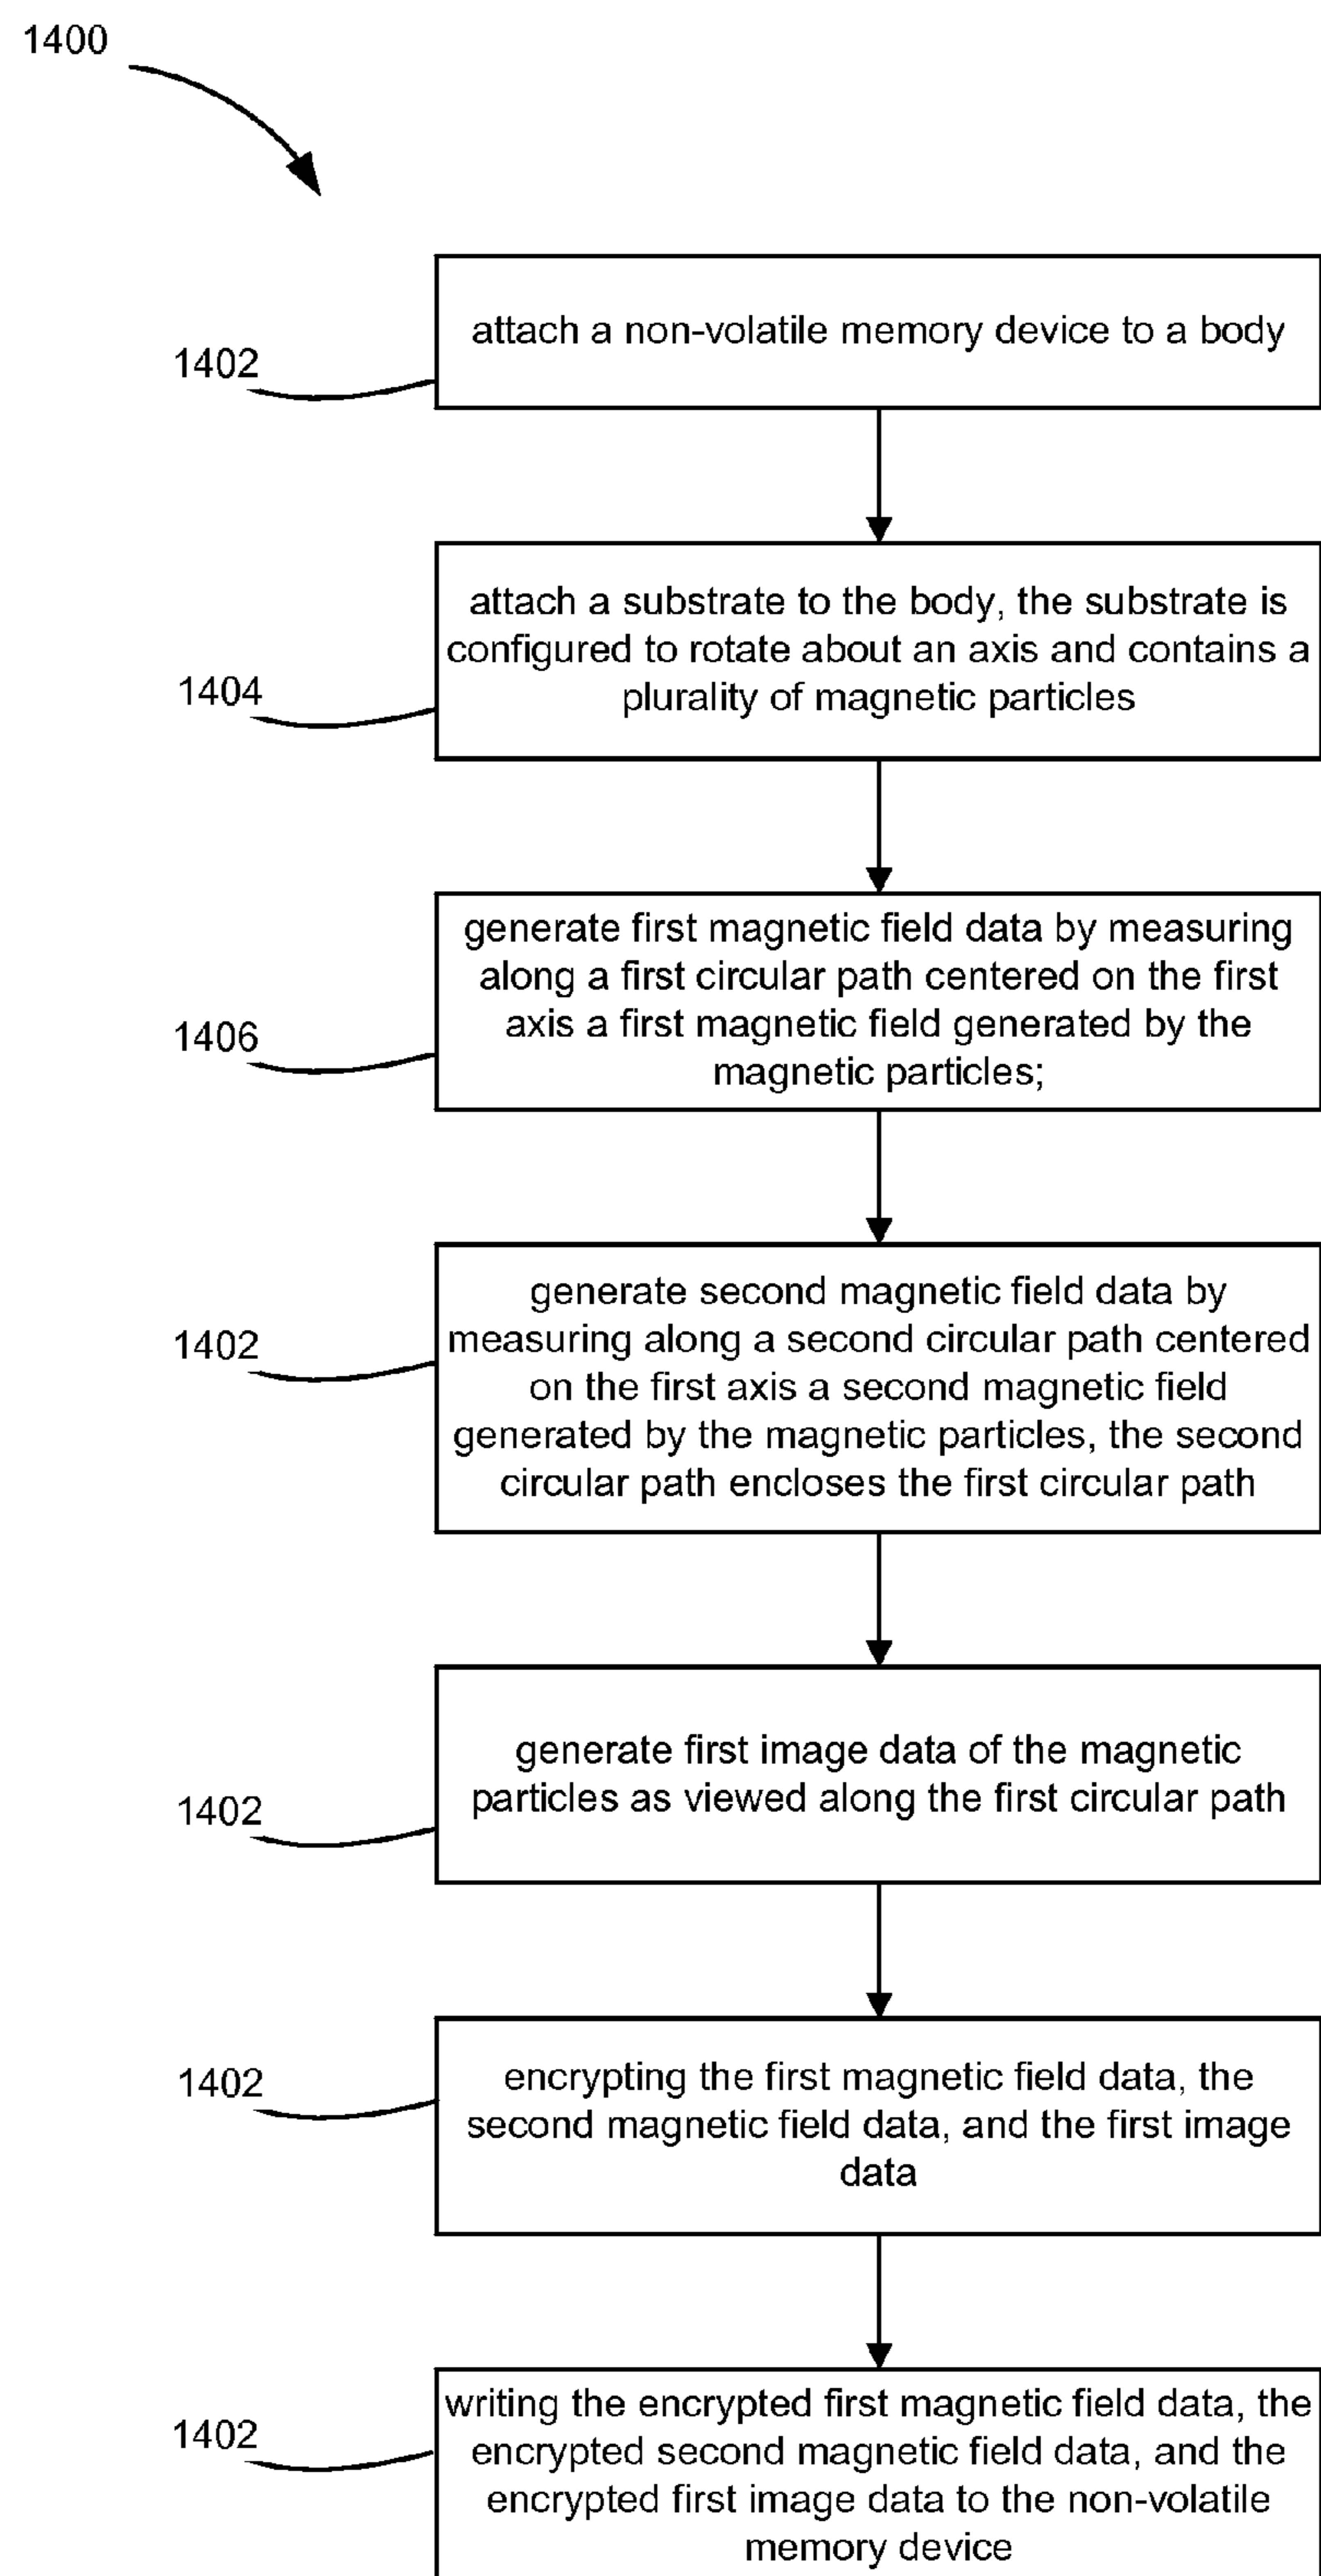 1400
attach a non-volatile memory device to a body
1402
attach a substrate to the body, the substrate is
configured to rotate about an axis and contains a
plurality of magnetic particles
1404
generate first magnetic field data by measuring
along a first circular path centered on the first
axis a first magnetic field generated by the
magnetic particles;
1406
generate second magnetic field data by
measuring along a second circular path centered
on the first axis a second magnetic field
generated by the magnetic particles, the second
circular path encloses the first circular path
1402
generate first image data of the magnetic
particles as viewed along the first circular path
1402
encrypting the first magnetic field data, the
second magnetic field data, and the first image
data
1402
writing the encrypted first magnetic field data, the
encrypted second magnetic field data, and the
encrypted first image data to the non-volatile
memory device
1402